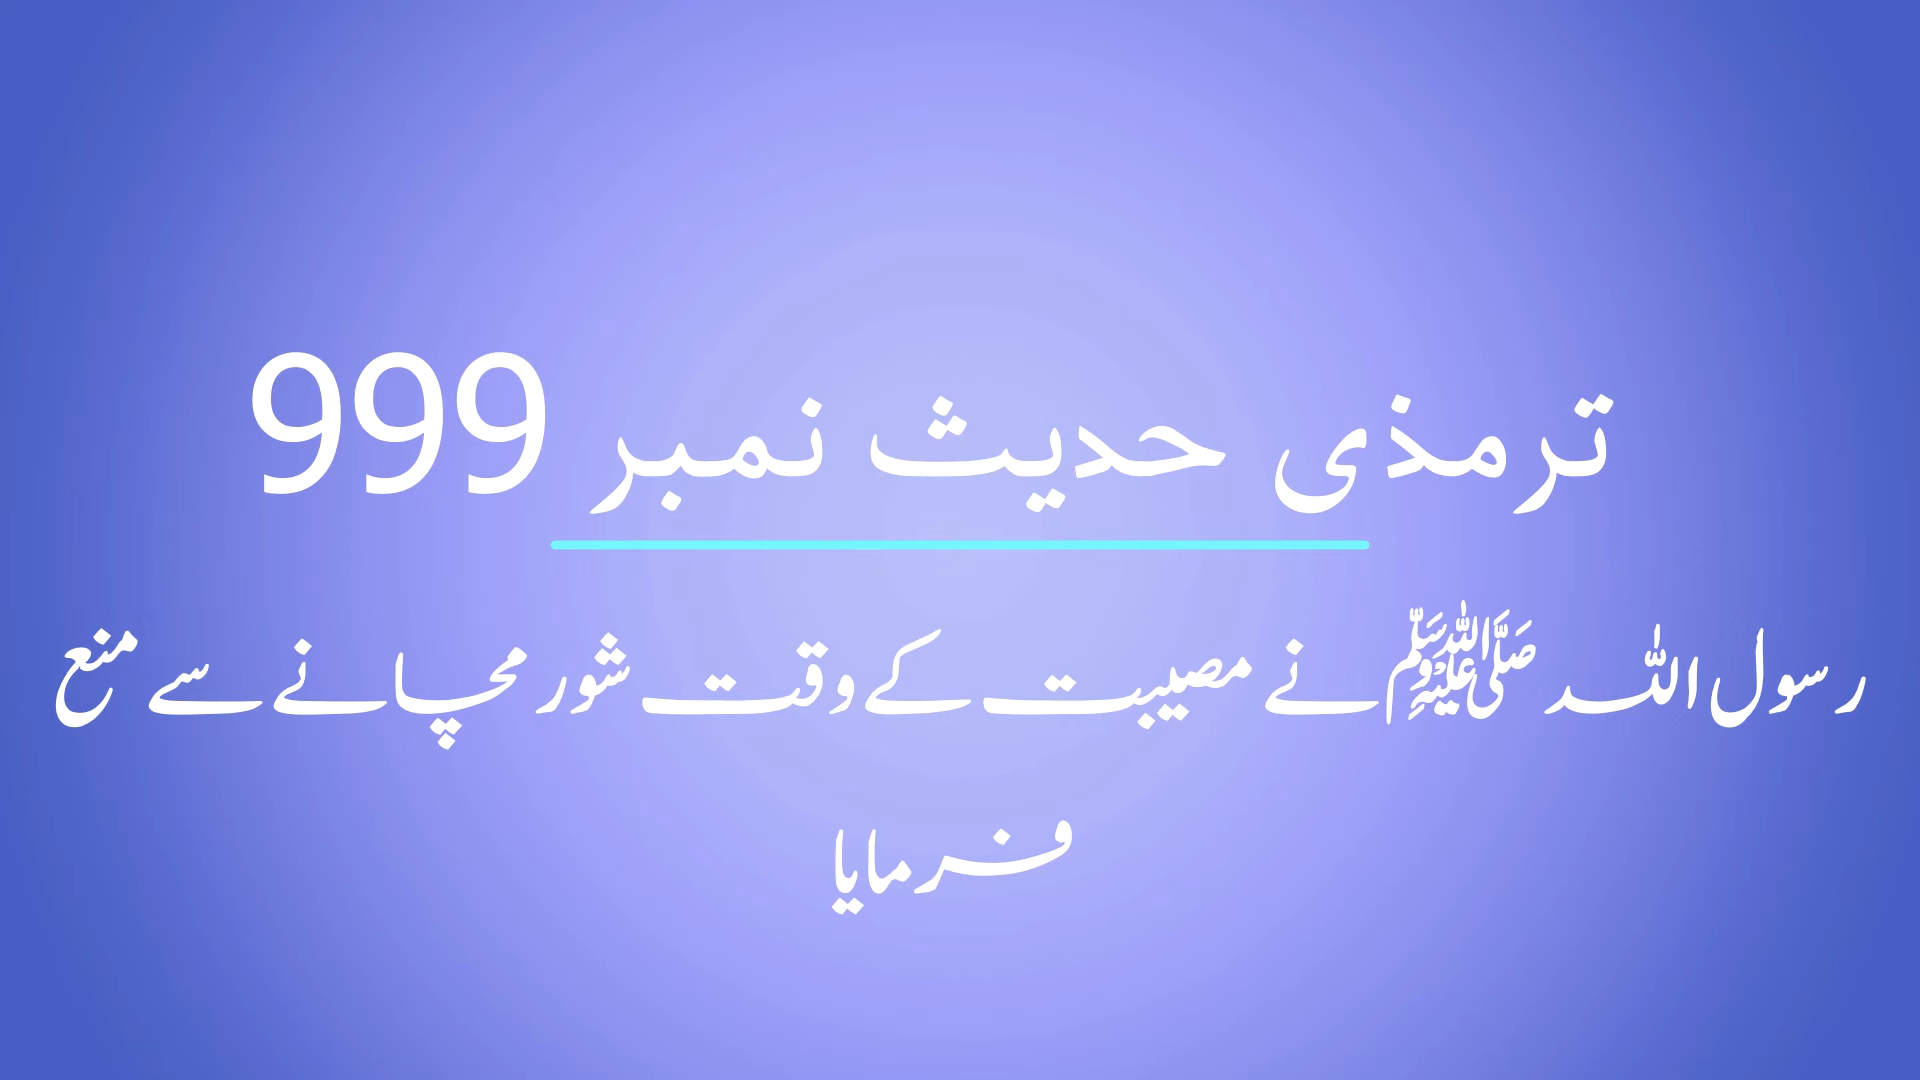 ترمذی حدیث نمبر 999
رسول اللہ ﷺ نے مصیبت کے وقت شور مچانے سے منع
فرمایا